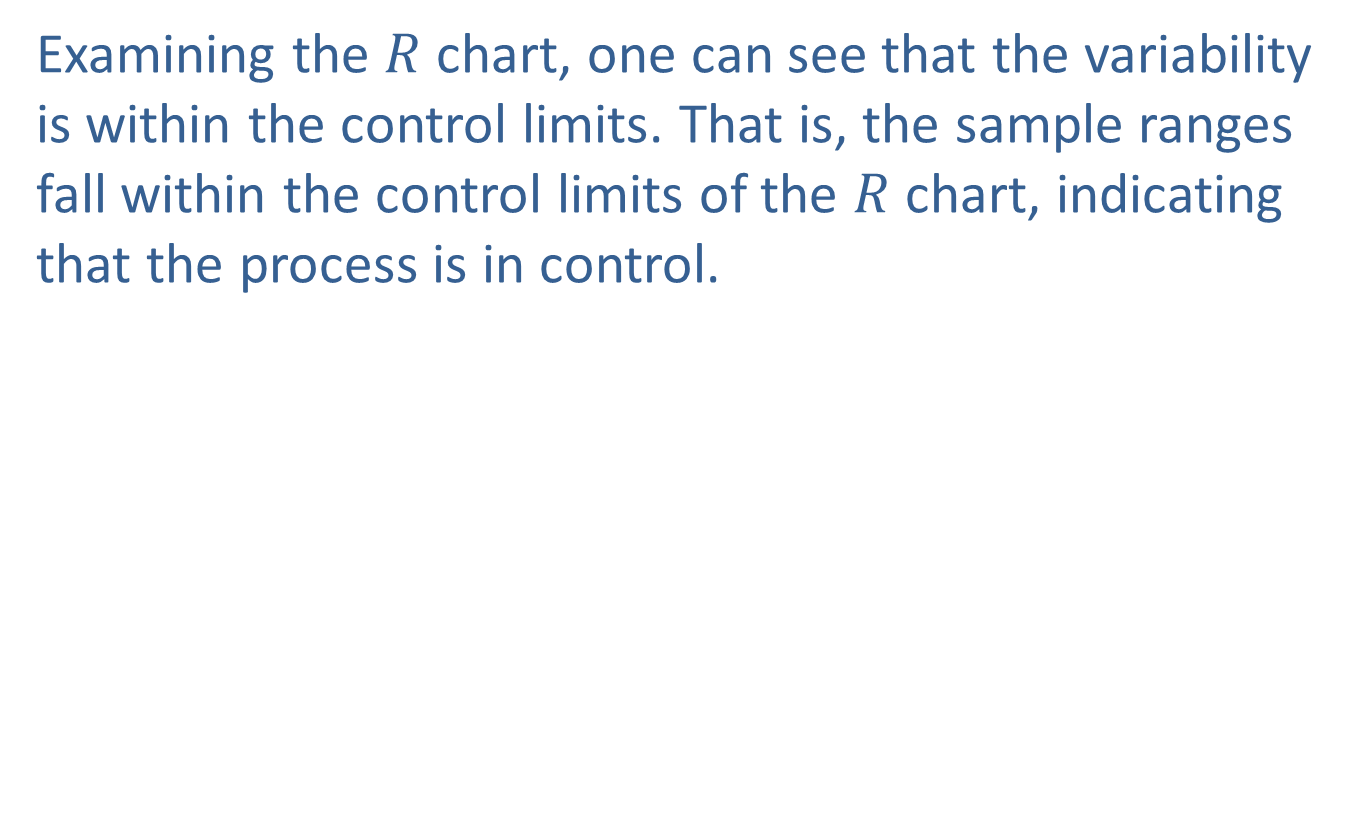 Examining the R chart, one can see that the variability
is within the control limits. That is, the sample ranges
fall within the control limits of the R chart, indicating
that the process is in control.